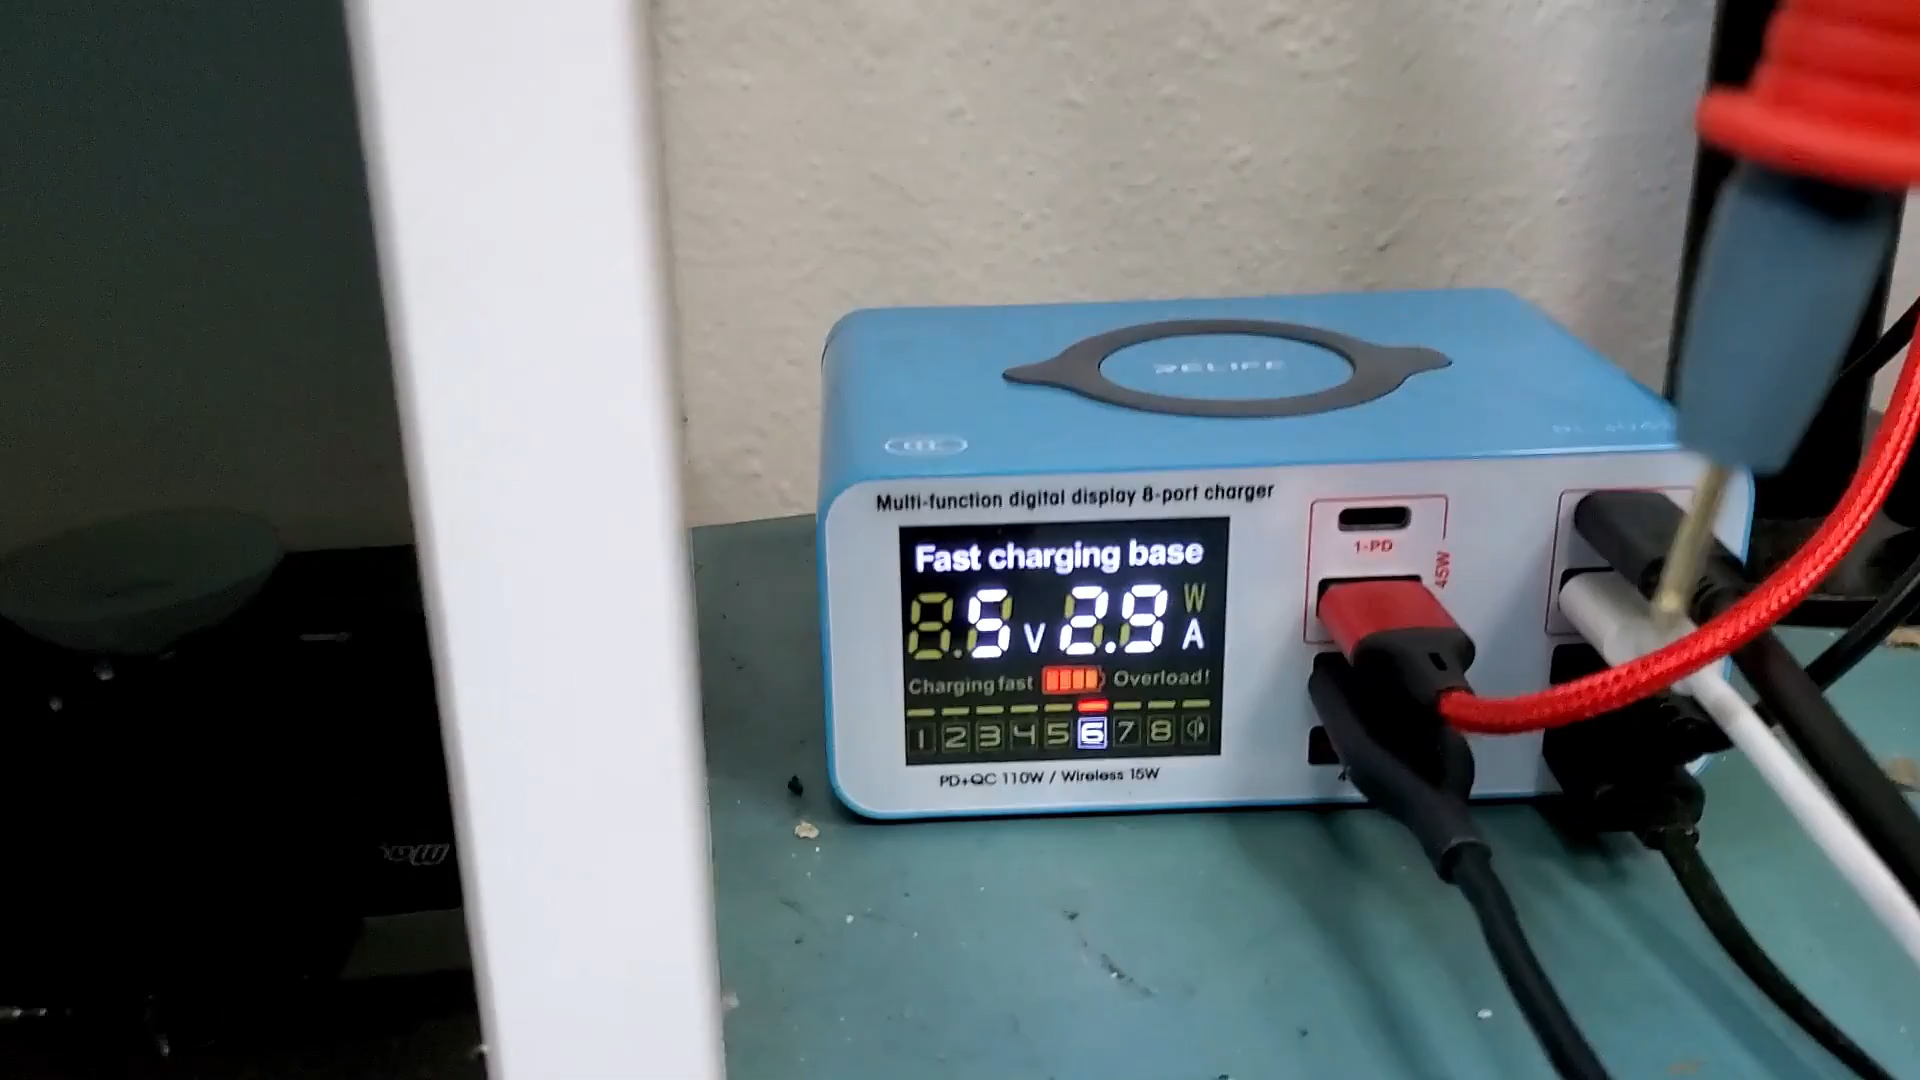 RELIFE
Multi-function digital display 8-port charger
Fast charging base
5 V 2.9 W
A
Charging fast Overload!
1 2 3 4 5 6 7 8
PD+QC 110W / Wireless 15W
1-PD
45W